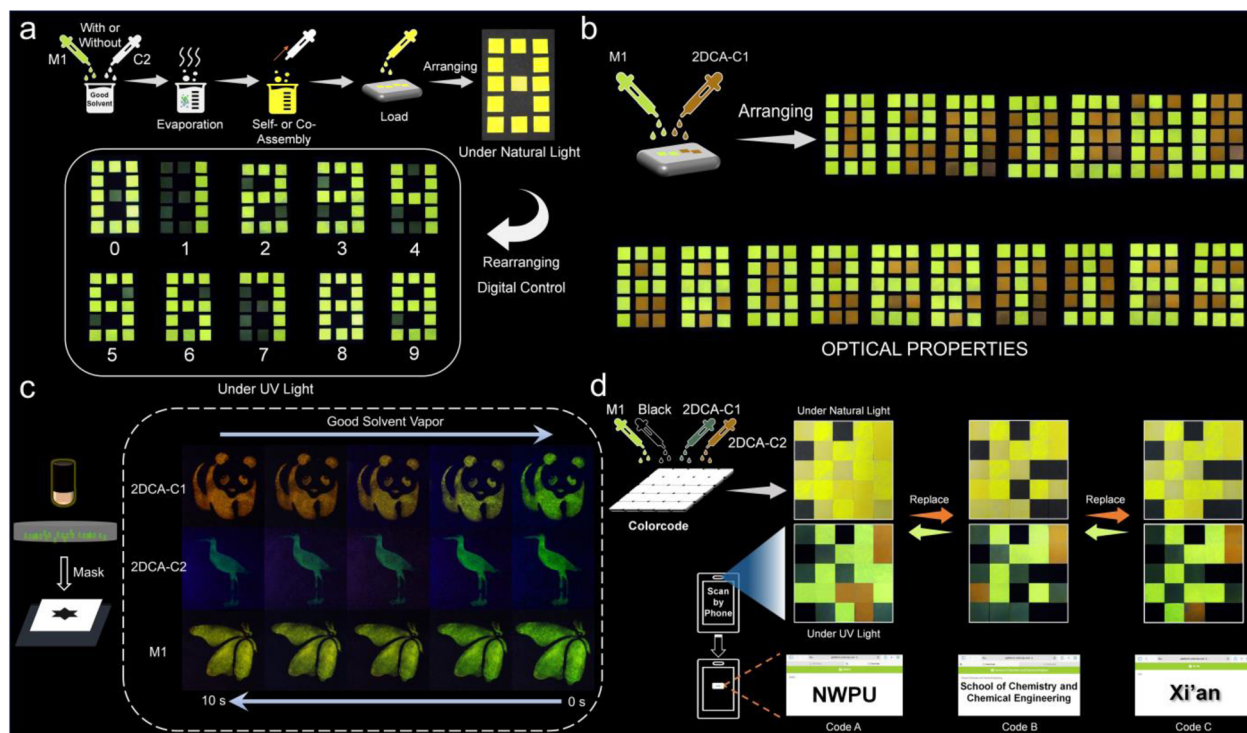 a
With or
Without
M1
C2
Good
Solvent
Evaporation
Self- or Co-
Assembly
Load
Arranging
Under Natural Light
0
1
2
3
4
5
6
7
8
9
Rearranging
Digital Control
Under UV Light
b
M1
2DCA-C1
Arranging
OPTICAL PROPERTIES
c
Good Solvent Vapor
2DCA-C1
2DCA-C2
M1
Mask
10 s
0 s
d
M1
Black
2DCA-C1
2DCA-C2
Colorcode
Under Natural Light
Replace
Replace
Scan
by
Phone
Under UV Light
NWPU
School of Chemistry and
Chemical Engineering
Xi'an
Code A
Code B
Code C